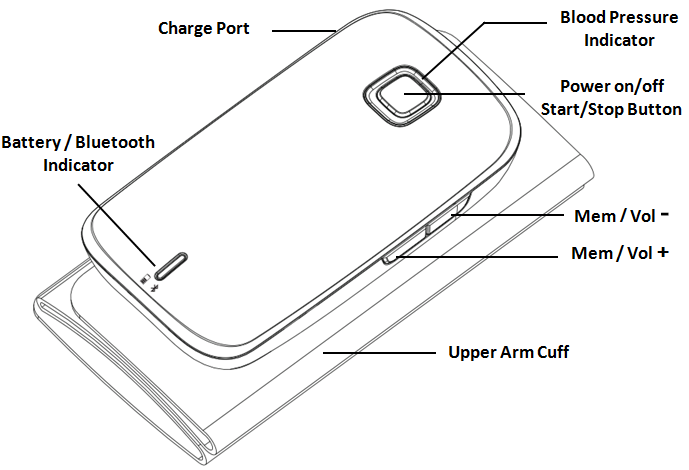 Charge Port
Blood Pressure
Indicator
Power on/off
Start/Stop Button
Battery / Bluetooth
Indicator
Mem / Vol -
Mem / Vol +
Upper Arm Cuff